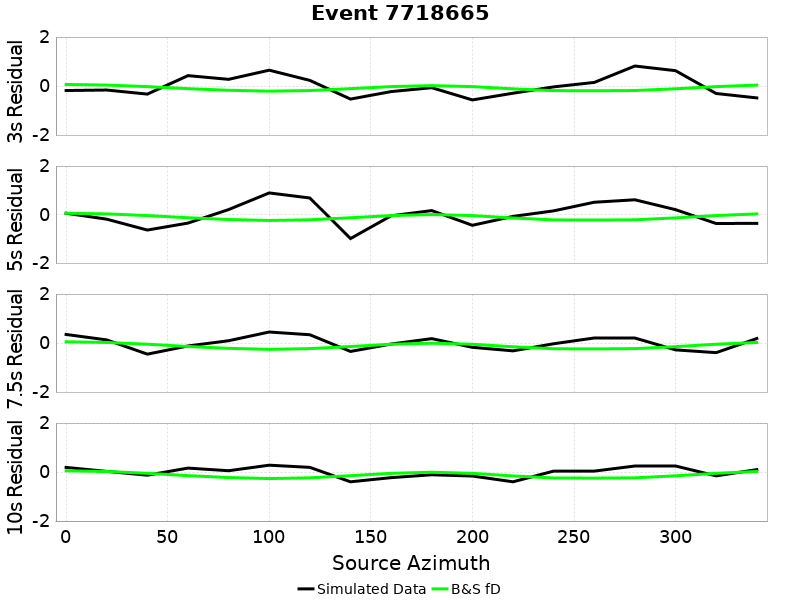 Event 7718665
3s Residual
2
0
-2
5s Residual
2
0
-2
7.5s Residual
2
0
-2
10s Residual
2
0
-2
0 50 100 150 200 250 300
Source Azimuth
Simulated Data B&S fD